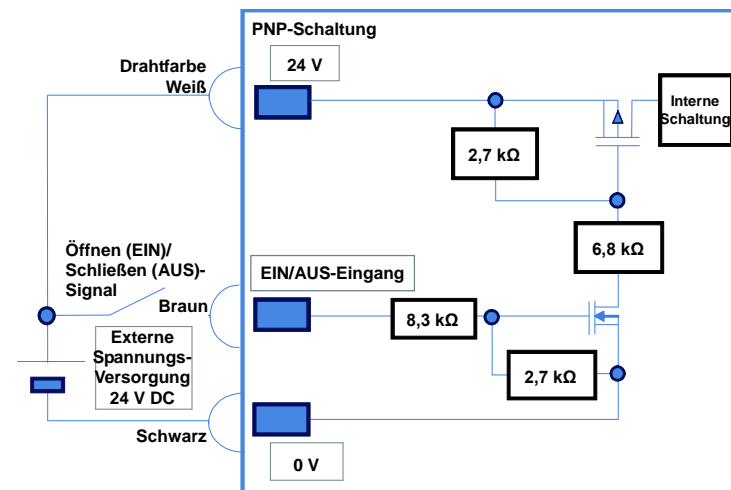 PNP-Schaltung
Drahtfarbe
Weiß
24 V
Interne
Schaltung
2,7 kΩ
6,8 kΩ
Öffnen (EIN)/
Schließen (AUS)-
Signal
EIN/AUS-Eingang
Braun
8,3 kΩ
Externe
Spannungs-
Versorgung
24 V DC
2,7 kΩ
Schwarz
0 V